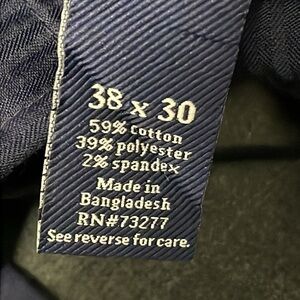 38 x 30
59% cotton
39% polyester
2% spandex
Made in
Bangladesh
RN#73277
See reverse for care.